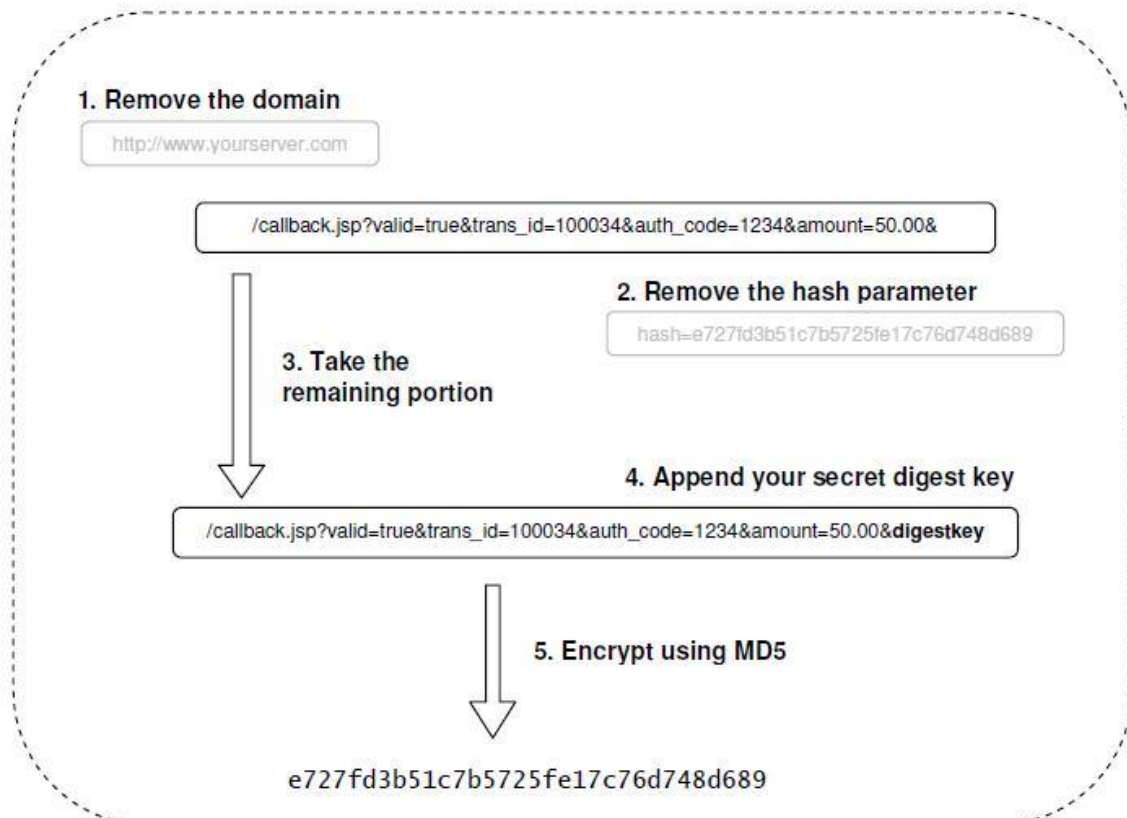 1. Remove the domain
http://www.yourserver.com
/callback.jsp?valid=true&trans_id=100034&auth_code=1234&amount=50.00&
2. Remove the hash parameter
hash=e727fd3b51c7b5725fe17c76d748d689
3. Take the
remaining portion
4. Append your secret digest key
/callback.jsp?valid=true&trans_id=100034&auth_code=1234&amount=50.00&digestkey
5. Encrypt using MD5
e727fd3b51c7b5725fe17c76d748d689